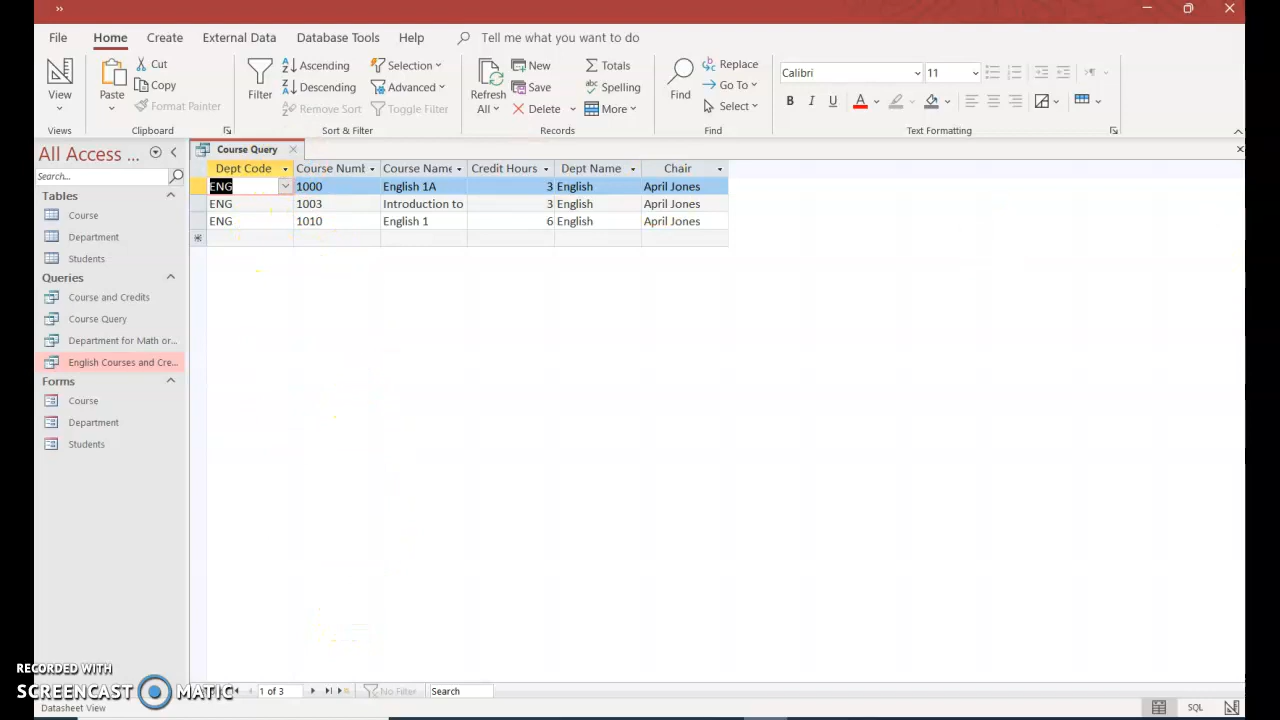 »
File Home Create External Data Database Tools Help Tell me what you want to do
View
Paste
Cut
Copy
Format Painter
Filter
Ascending
Descending
Remove Sort
Selection
Advanced
Toggle Filter
Refresh
All
New
Save
Delete
Totals
Spelling
More
Find
Replace
Go To
Select
Calibri 11
B I U A
Views Clipboard Sort & Filter Records Find Text Formatting
All Access ...
Search...
Tables
Course
Department
Students
Queries
Course and Credits
Course Query
Department for Math or...
English Courses and Cre...
Forms
Course
Department
Students
Course Query
Dept Code Course Numb Course Name Credit Hours Dept Name Chair
ENG 1000 English 1A 3 English April Jones
ENG 1003 Introduction to 3 English April Jones
ENG 1010 English 1 6 English April Jones
1 of 3 No Filter Search
RECORDED WITH
SCREENCAST MATIC
Datasheet View SQL